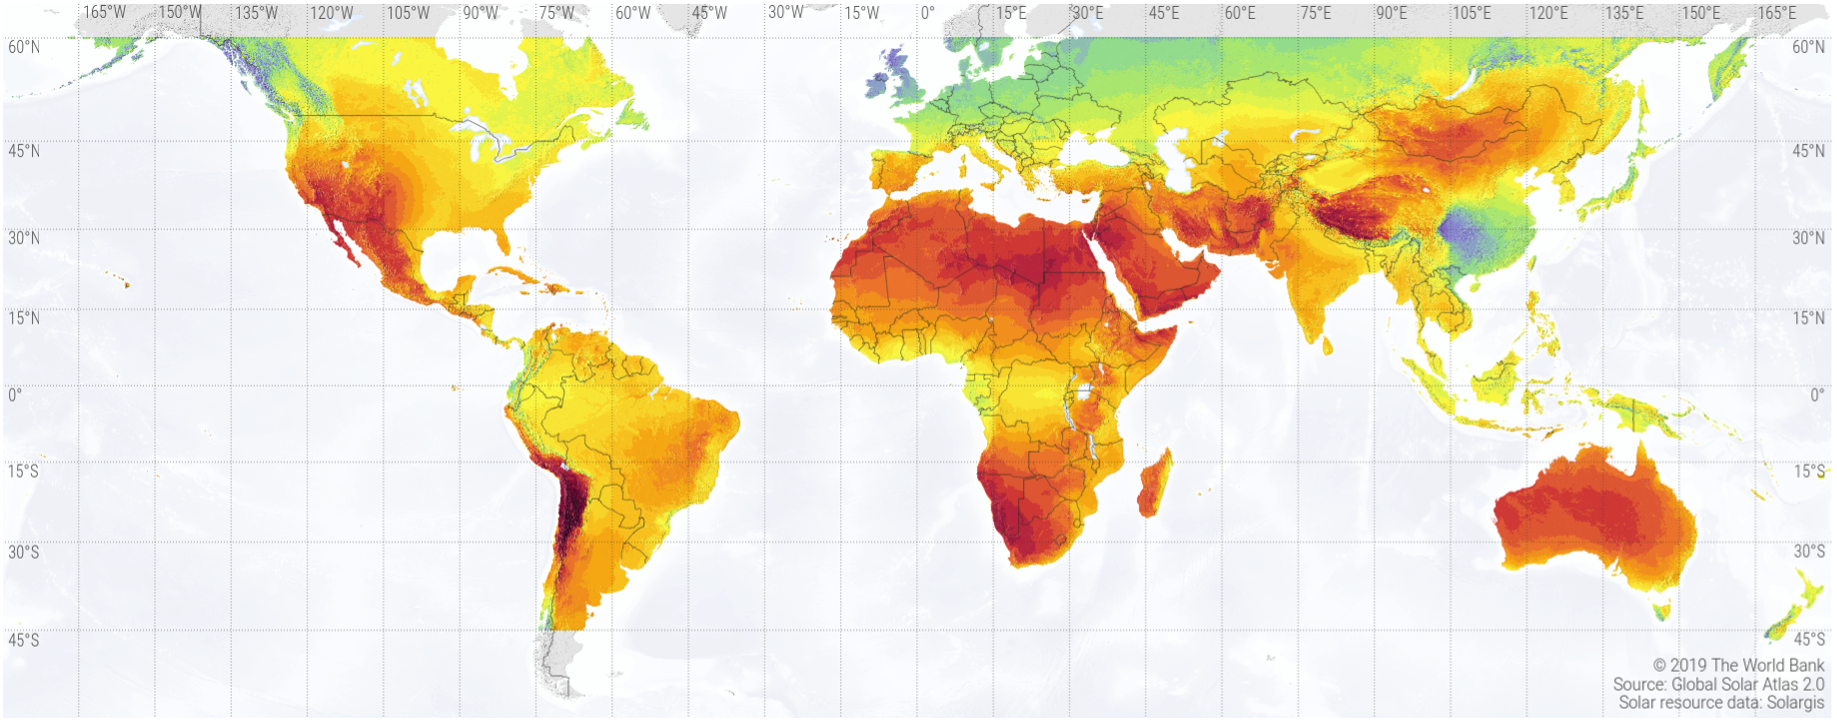 165°W 150°W 135°W 120°W 105°W 90°W 75°W 60°W 45°W 30°W 15°W 0° 15°E 30°E 45°E 60°E 75°E 90°E 105°E 120°E 135°E 150°E 165°E
60°N 60°N
45°N 45°N
30°N 30°N
15°N 15°N
0° 0°
15°S 15°S
30°S 30°S
45°S 45°S
© 2019 The World Bank
Source: Global Solar Atlas 2.0
Solar resource data: Solargis